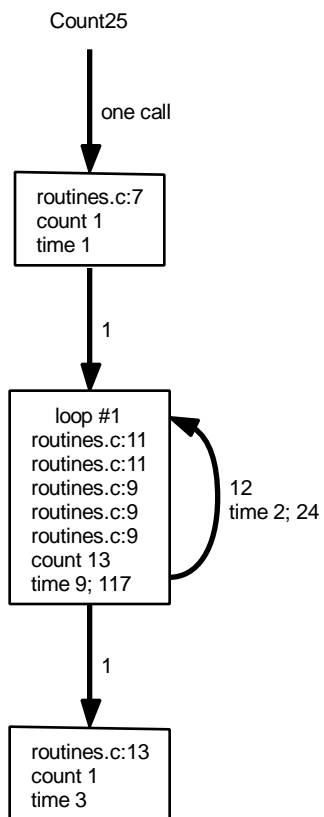 Count25
one call
routines.c:7
count 1
time 1
1
loop #1
routines.c:11
routines.c:11
routines.c:9
routines.c:9
routines.c:9
count 13
time 9; 117
12
time 2; 24
1
routines.c:13
count 1
time 3